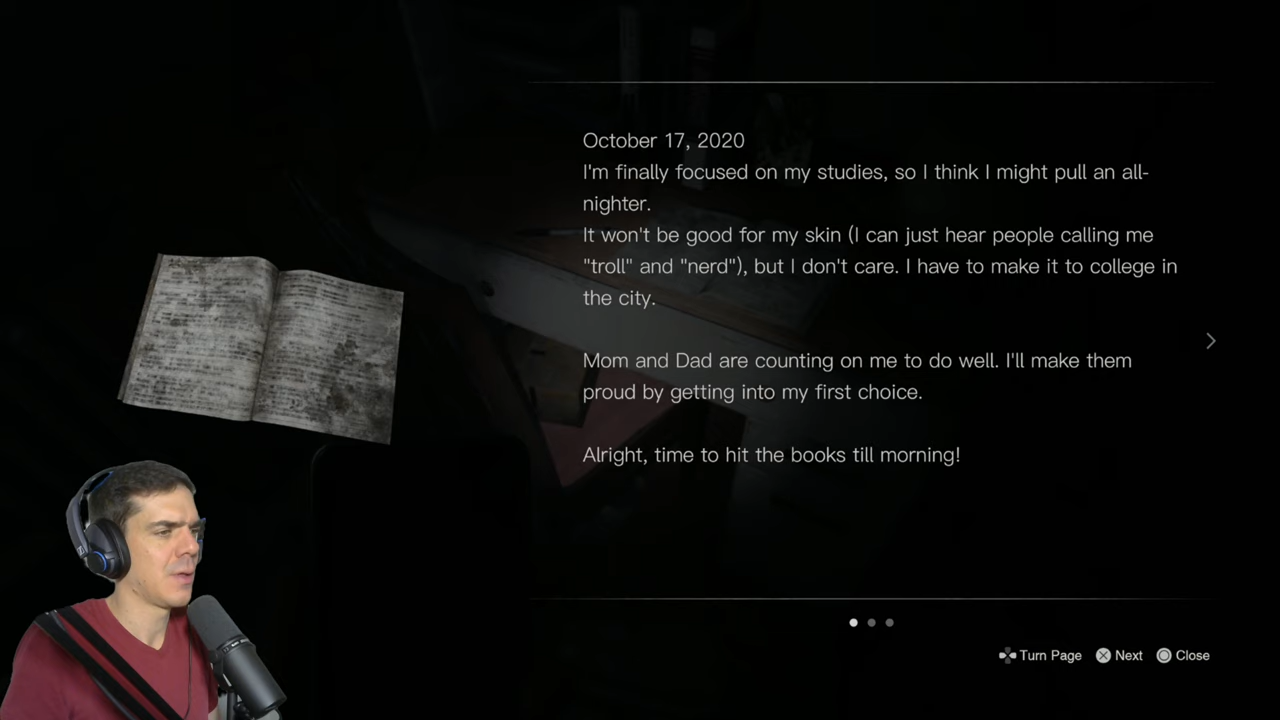 October 17, 2020
I'm finally focused on my studies, so I think I might pull an all-
nighter.
It won't be good for my skin (I can just hear people calling me
"troll" and "nerd"), but I don't care. I have to make it to college in
the city.
Mom and Dad are counting on me to do well. I'll make them
proud by getting into my first choice.
Alright, time to hit the books till morning!
Turn Page Next Close